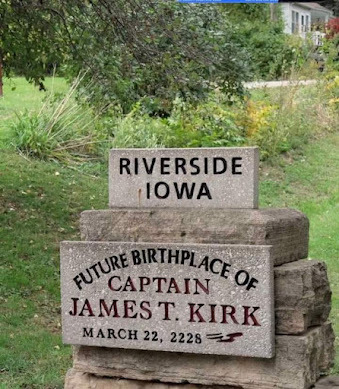 RIVERSIDE
IOWA
FUTURE BIRTHPLACE OF
CAPTAIN
JAMES T. KIRK
MARCH 22, 2228